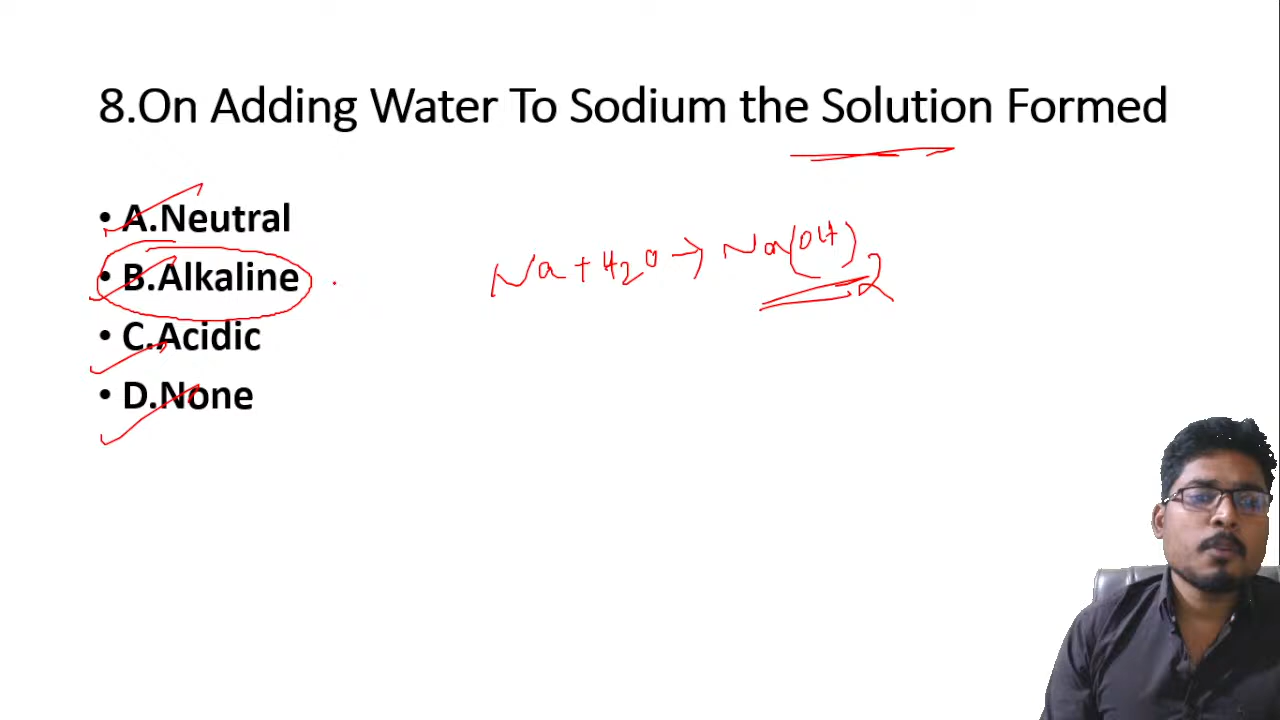 8.On Adding Water To Sodium the Solution Formed
• A.Neutral
• B.Alkaline
• C.Acidic
• D.None
Na + H2O → Na(OH)2